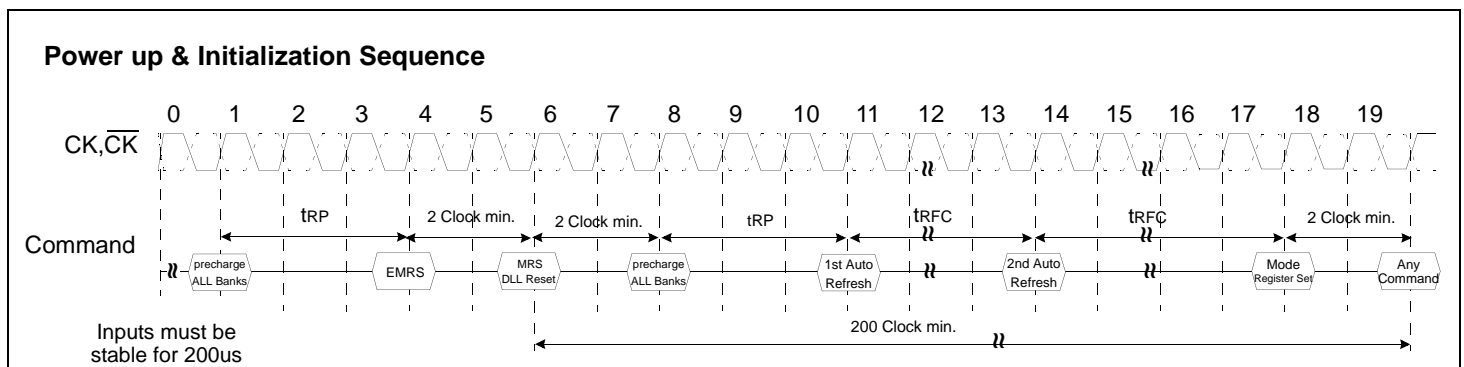 Power up & Initialization Sequence
0 1 2 3 4 5 6 7 8 9 10 11 12 13 14 15 16 17 18 19
CK,C̅K̅
tRP 2 Clock min. 2 Clock min. tRP tRFC tRFC 2 Clock min.
Command
precharge
ALL Banks
EMRS
MRS
DLL Reset
precharge
ALL Banks
1st Auto
Refresh
2nd Auto
Refresh
Mode
Register Set
Any
Command
200 Clock min.
Inputs must be
stable for 200us